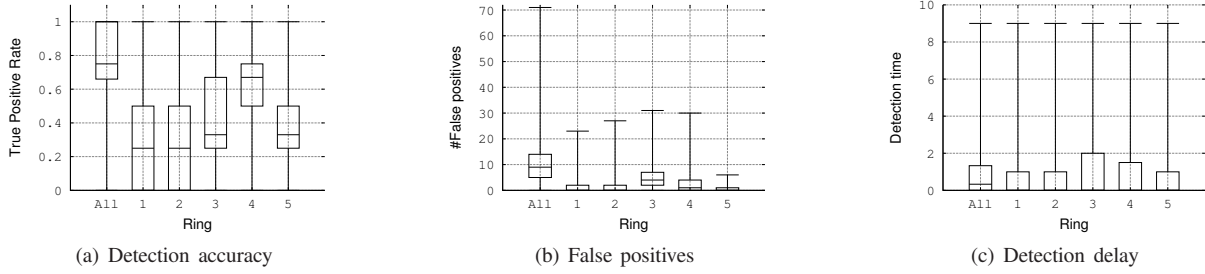 True Positive Rate
1
0.8
0.6
0.4
0.2
0
All 1 2 3 4 5
Ring
(a) Detection accuracy
#False positives
70
60
50
40
30
20
10
0
All 1 2 3 4 5
Ring
(b) False positives
Detection time
10
8
6
4
2
0
All 1 2 3 4 5
Ring
(c) Detection delay